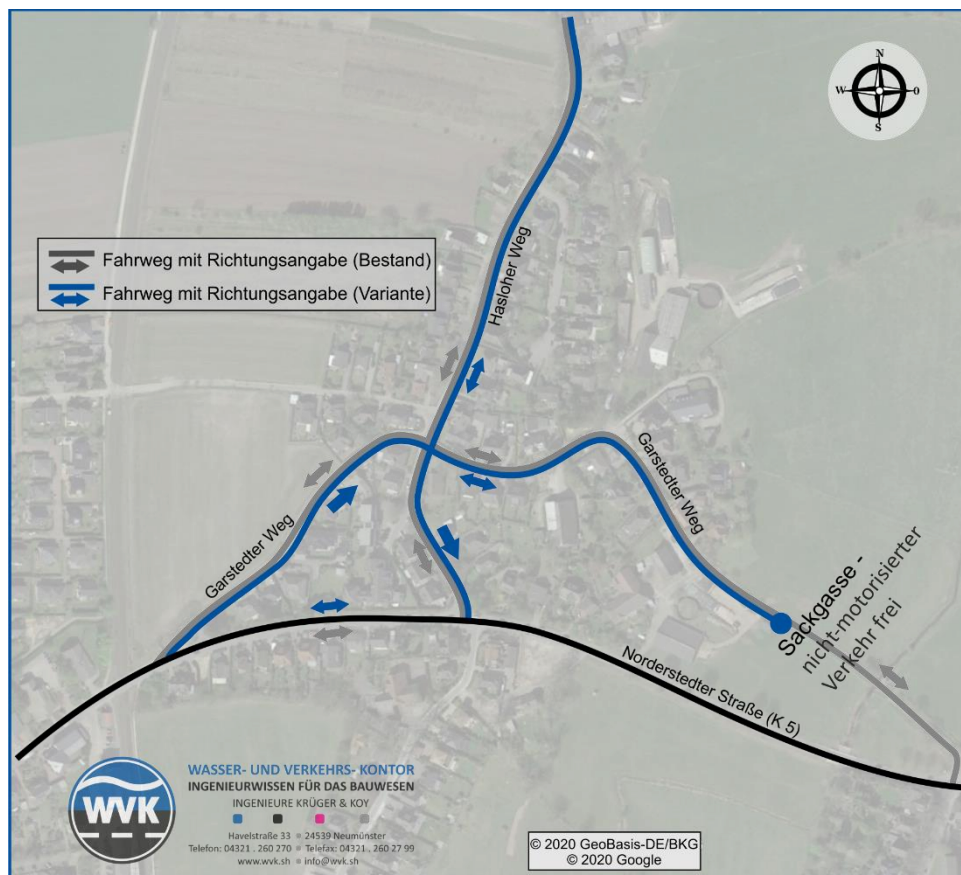 N
W O
S
Fahrweg mit Richtungsangabe (Bestand)
Fahrweg mit Richtungsangabe (Variante)
Hasloher Weg
Garstedter Weg
Garstedter Weg
Sackgasse -
nicht-motorisierter
Verkehr frei
Norderstedter Straße (K 5)
WVK
WASSER- UND VERKEHRS- KONTOR
INGENIEURWISSEN FÜR DAS BAUWESEN
INGENIEURE KRÜGER & KOY
Havelstraße 33 ■ 24539 Neumünster
Telefon: 04321 . 260 270 ■ Telefax: 04321 . 260 27 99
www.wvk.sh ■ info@wvk.sh
© 2020 GeoBasis-DE/BKG
© 2020 Google